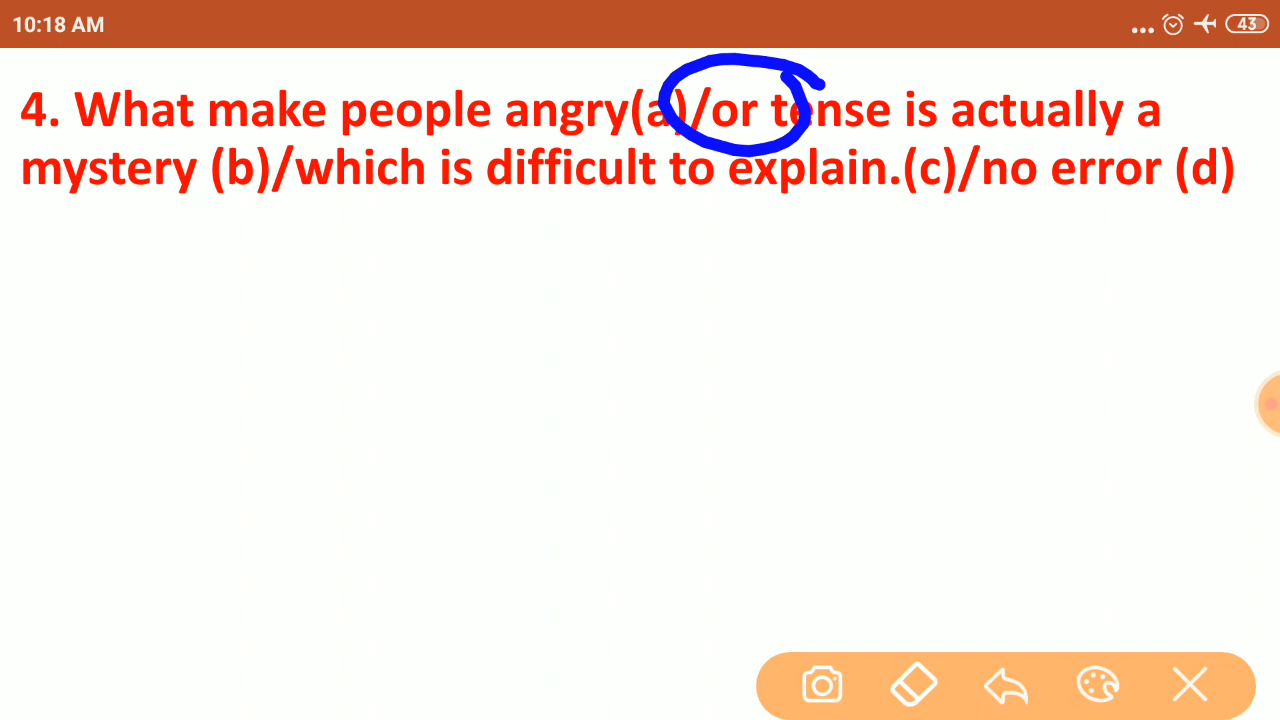 10:18 AM
... 43
4. What make people angry(a)/or tense is actually a
mystery (b)/which is difficult to explain.(c)/no error (d)